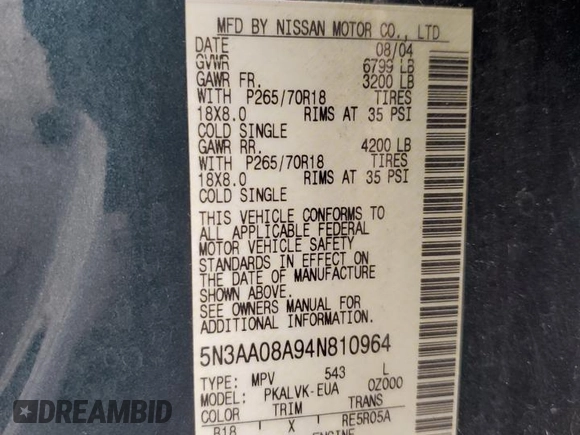 MFD BY NISSAN MOTOR CO., LTD
DATE 08/04
GVWR 6799 LB
GAWR FR. 3200 LB
WITH P265/70R18 TIRES
18X8.0 RIMS AT 35 PSI
COLD SINGLE
GAWR RR. 4200 LB
WITH P265/70R18 TIRES
18X8.0 RIMS AT 35 PSI
COLD SINGLE
THIS VEHICLE CONFORMS TO
ALL APPLICABLE FEDERAL
MOTOR VEHICLE SAFETY
STANDARDS IN EFFECT ON
THE DATE OF MANUFACTURE
SHOWN ABOVE.
SEE OWNERS MANUAL FOR
ADDITIONAL INFORMATION.
5N3AA08A94N810964
TYPE: MPV 543 L
MODEL: PKALVK-EUA 0Z000
COLOR TRIM TRANS
B18 X RE5R05A
ENGINE
DREAMBID